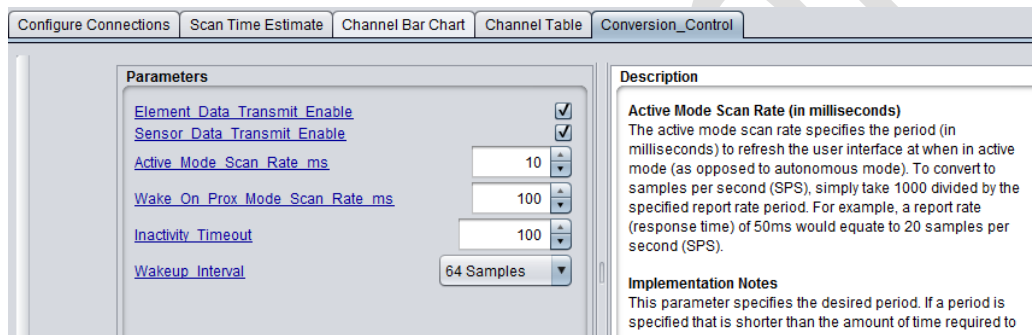 Configure Connections Scan Time Estimate Channel Bar Chart Channel Table Conversion_Control
Parameters
Element_Data_Transmit_Enable
Sensor_Data_Transmit_Enable
Active_Mode_Scan_Rate_ms 10
Wake_On_Prox_Mode_Scan_Rate_ms 100
Inactivity_Timeout 100
Wakeup_Interval 64 Samples
Description
Active Mode Scan Rate (in milliseconds)
The active mode scan rate specifies the period (in
milliseconds) to refresh the user interface at when in active
mode (as opposed to autonomous mode). To convert to
samples per second (SPS), simply take 1000 divided by the
specified report rate period. For example, a report rate
(response time) of 50ms would equate to 20 samples per
second (SPS).
Implementation Notes
This parameter specifies the desired period. If a period is
specified that is shorter than the amount of time required to